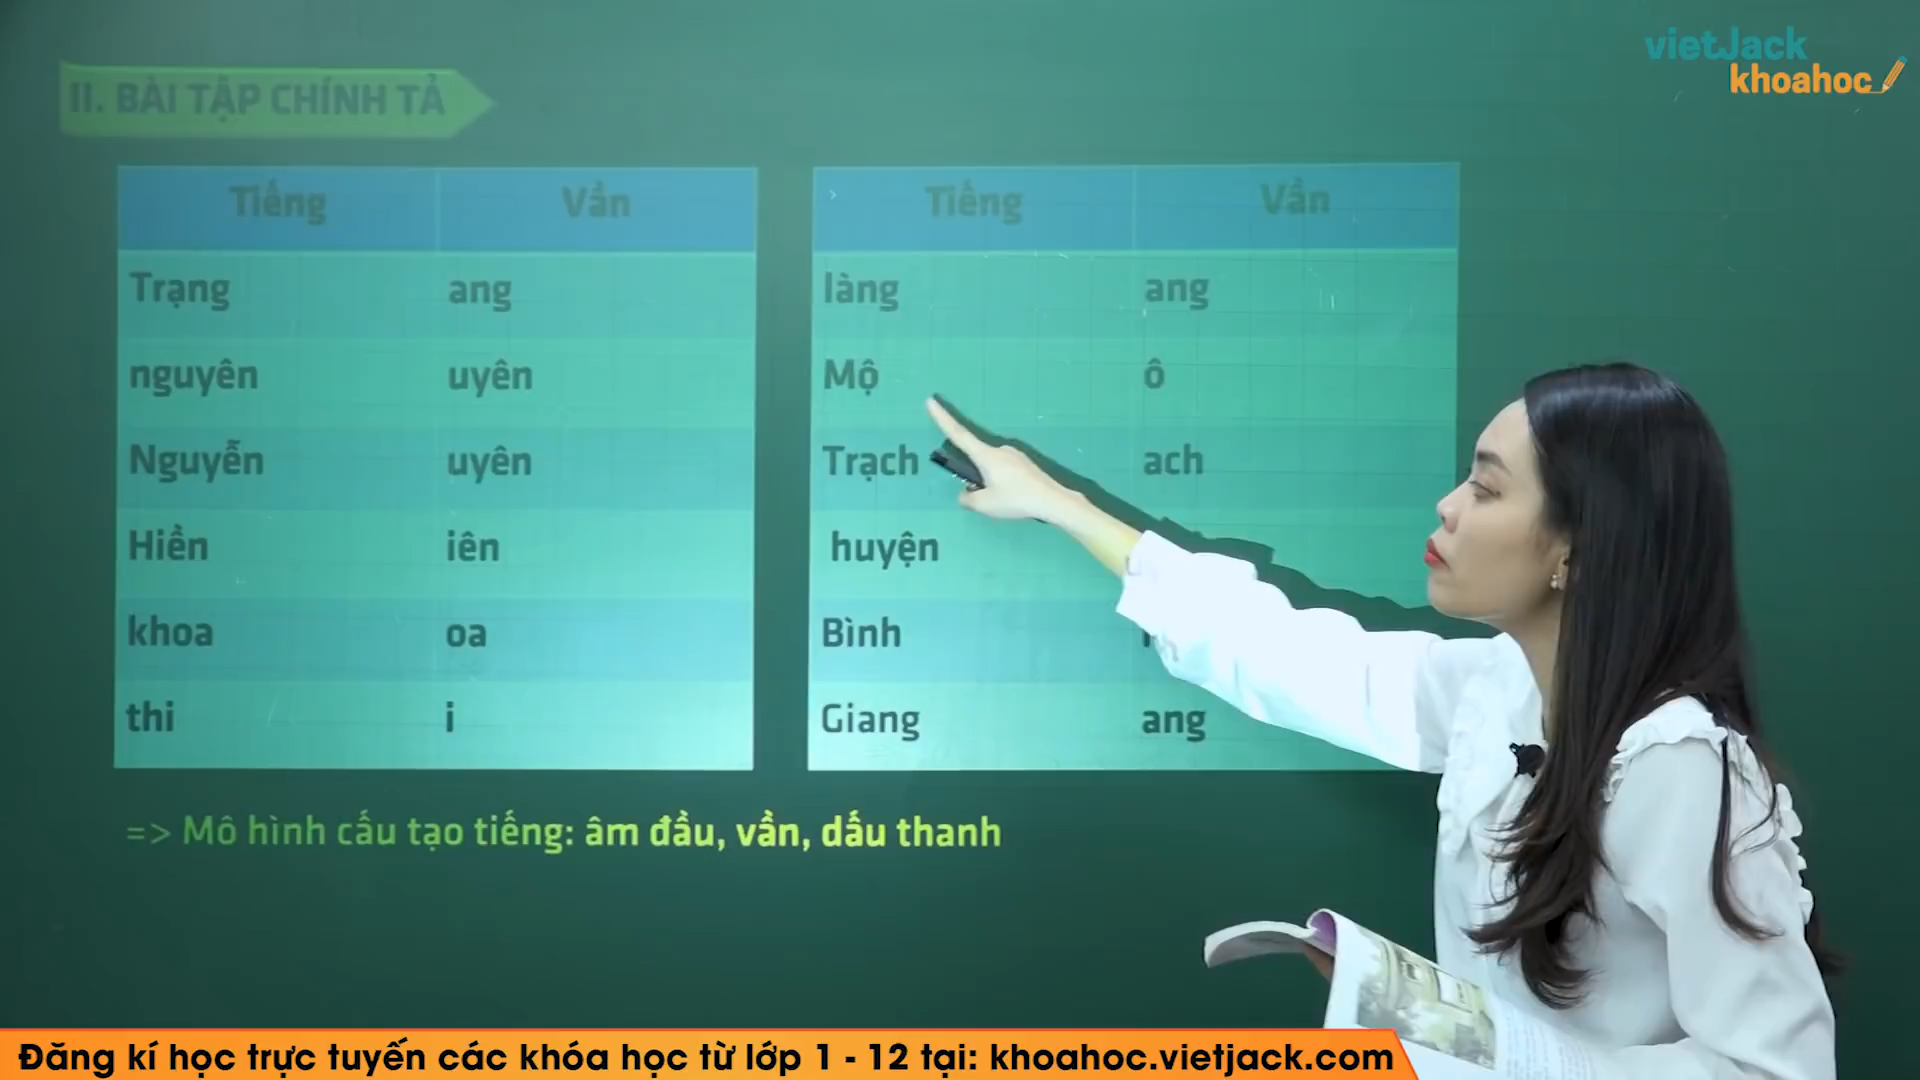 vietJack
khoahoc
II. BÀI TẬP CHÍNH TẢ
Tiếng Vần
Trạng ang
nguyên uyên
Nguyễn uyên
Hiền iên
khoa oa
thi i
Tiếng Vần
làng ang
Mộ ô
Trạch ach
huyện
Bình
Giang ang
=> Mô hình cấu tạo tiếng: âm đầu, vần, dấu thanh
Đăng kí học trực tuyến các khóa học từ lớp 1 - 12 tại: khoahoc.vietjack.com